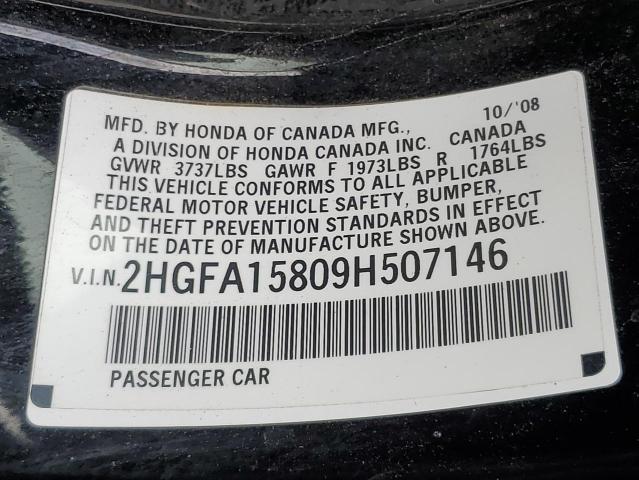 10/'08
MFD. BY HONDA OF CANADA MFG.,
A DIVISION OF HONDA CANADA INC. CANADA
GVWR 3737LBS GAWR F 1973LBS R 1764LBS
THIS VEHICLE CONFORMS TO ALL APPLICABLE
FEDERAL MOTOR VEHICLE SAFETY, BUMPER,
AND THEFT PREVENTION STANDARDS IN EFFECT
ON THE DATE OF MANUFACTURE SHOWN ABOVE.
V.I.N. 2HGFA15809H507146
PASSENGER CAR